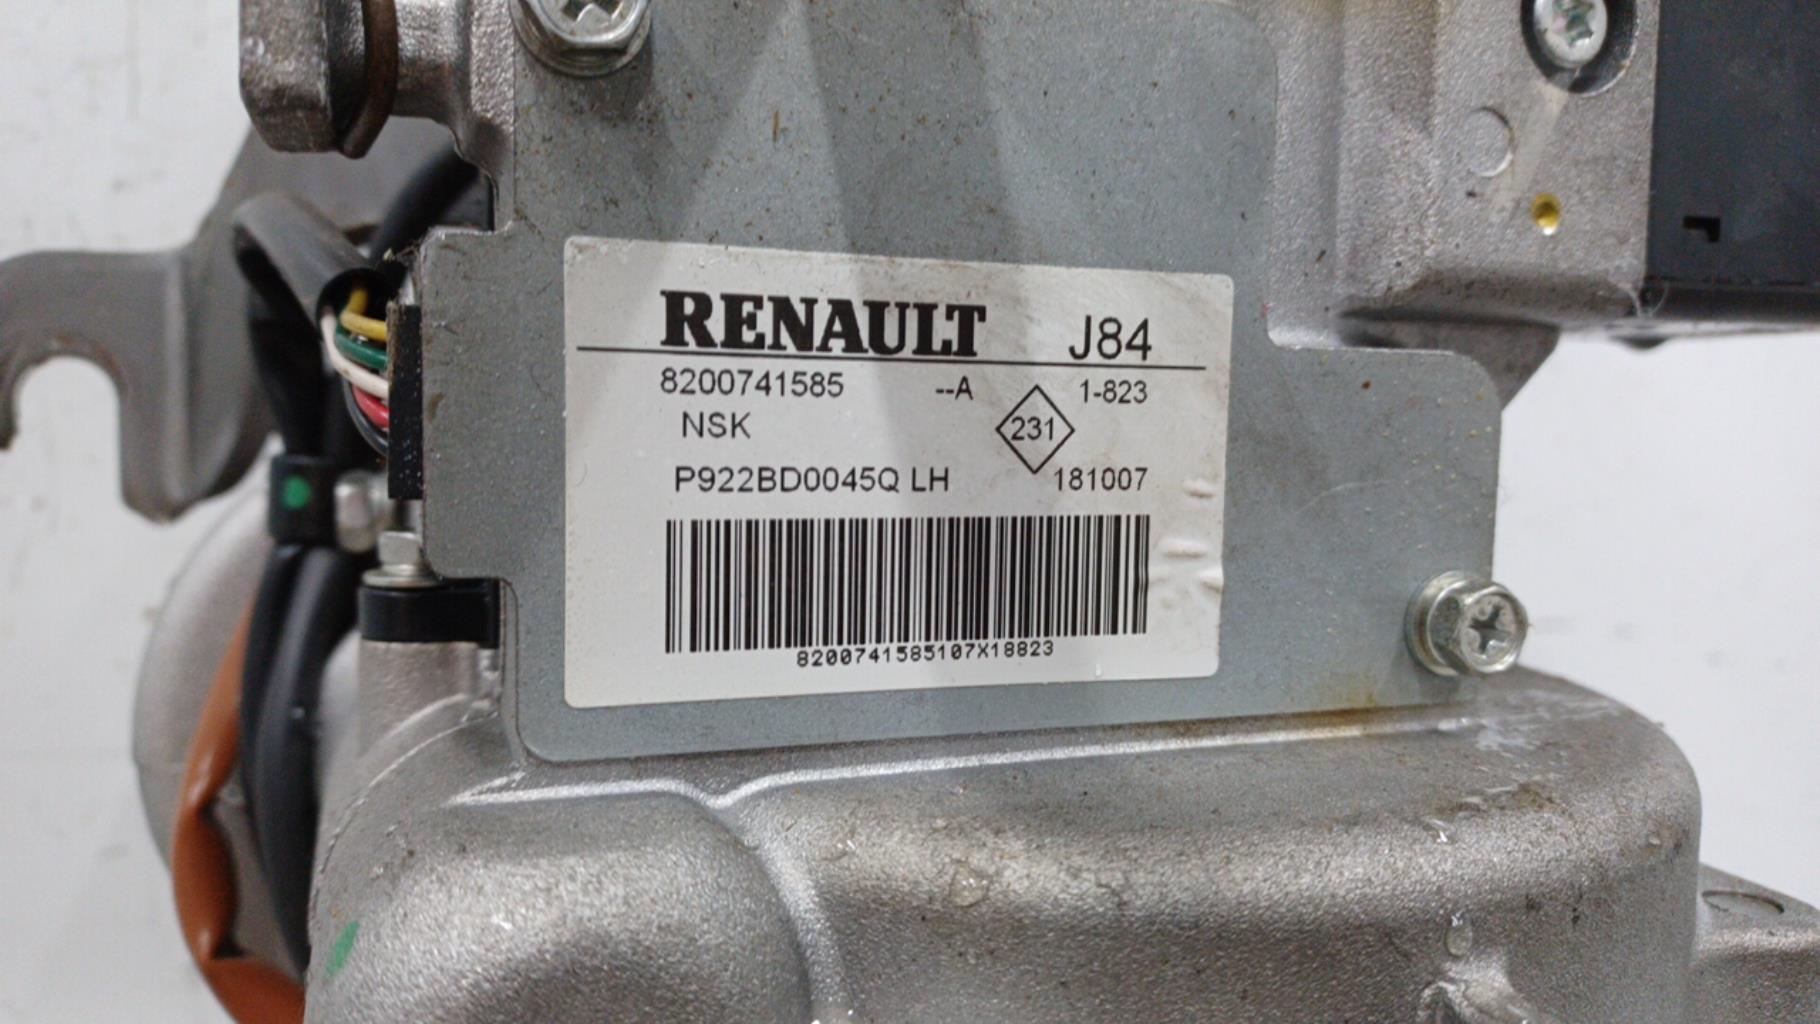 RENAULT J84
8200741585 --A 1-823
NSK 231
P922BD0045Q LH 181007
8200741585107X18823